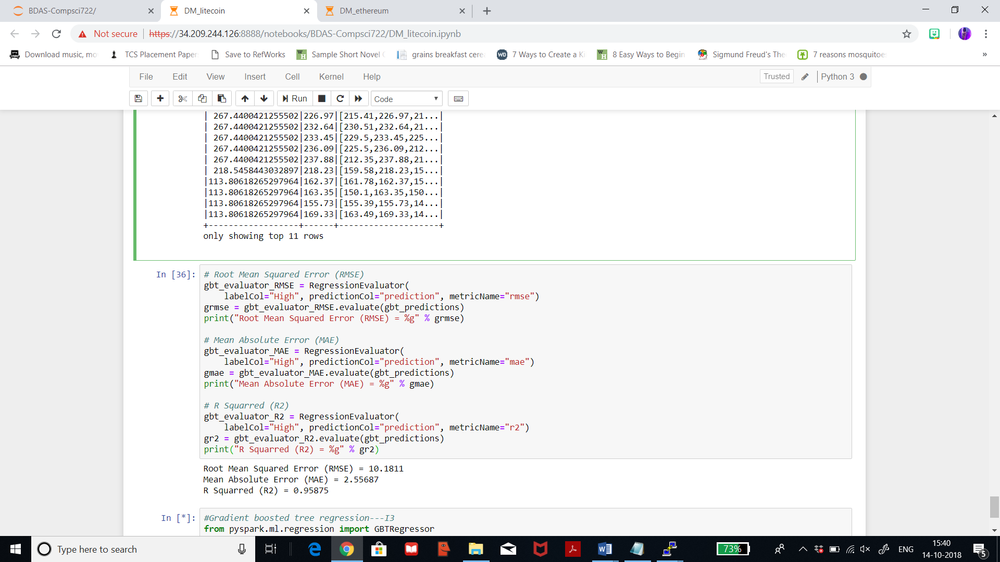 BDAS-Compsci722/
DM_litecoin
DM_ethereum
Not secure https://34.209.244.126:8888/notebooks/BDAS-Compsci722/DM_litecoin.ipynb
Download music, mo
TCS Placement Paper
Save to RefWorks
Sample Short Novel
grains breakfast cere
7 Ways to Create a Ki
8 Easy Ways to Begin
Sigmund Freud's The
7 reasons mosquitoe
»
File Edit View Insert Cell Kernel Help
Trusted
Python 3
Run
Code
| 267.4400421255502|226.97|[215.41,226.97,21...|
| 267.4400421255502|232.64|[230.51,232.64,21...|
| 267.4400421255502|233.45|[229.5,233.45,225...|
| 267.4400421255502|236.09|[225.5,236.09,212...|
| 267.4400421255502|237.88|[212.35,237.88,21...|
| 218.5458443032897|218.23|[159.58,218.23,15...|
|113.80618265297964|162.37|[161.78,162.37,15...|
|113.80618265297964|163.35|[150.1,163.35,150...|
|113.80618265297964|155.73|[155.39,155.73,14...|
|113.80618265297964|169.33|[163.49,169.33,14...|
+------------------+------+--------------------+
only showing top 11 rows
In [36]:
# Root Mean Squared Error (RMSE)
gbt_evaluator_RMSE = RegressionEvaluator(
    labelCol="High", predictionCol="prediction", metricName="rmse")
grmse = gbt_evaluator_RMSE.evaluate(gbt_predictions)
print("Root Mean Squared Error (RMSE) = %g" % grmse)
# Mean Absolute Error (MAE)
gbt_evaluator_MAE = RegressionEvaluator(
    labelCol="High", predictionCol="prediction", metricName="mae")
gmae = gbt_evaluator_MAE.evaluate(gbt_predictions)
print("Mean Absolute Error (MAE) = %g" % gmae)
# R Squarred (R2)
gbt_evaluator_R2 = RegressionEvaluator(
    labelCol="High", predictionCol="prediction", metricName="r2")
gr2 = gbt_evaluator_R2.evaluate(gbt_predictions)
print("R Squarred (R2) = %g" % gr2)
Root Mean Squared Error (RMSE) = 10.1811
Mean Absolute Error (MAE) = 2.55687
R Squarred (R2) = 0.95875
In [*]:
#Gradient boosted tree regression---I3
from pyspark.ml.regression import GBTRegressor
Type here to search
73%
ENG
15:40
14-10-2018
5